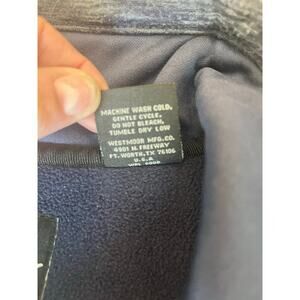 MACHINE WASH COLD.
GENTLE CYCLE.
DO NOT BLEACH.
TUMBLE DRY LOW
WESTMOOR MFG. CO.
4901 N. FREEWAY
FT. WORTH, TX 76106
U.S.A.